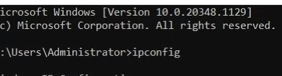 icrosoft Windows [Version 10.0.20348.1129]
c) Microsoft Corporation. All rights reserved.
:\Users\Administrator>ipconfig